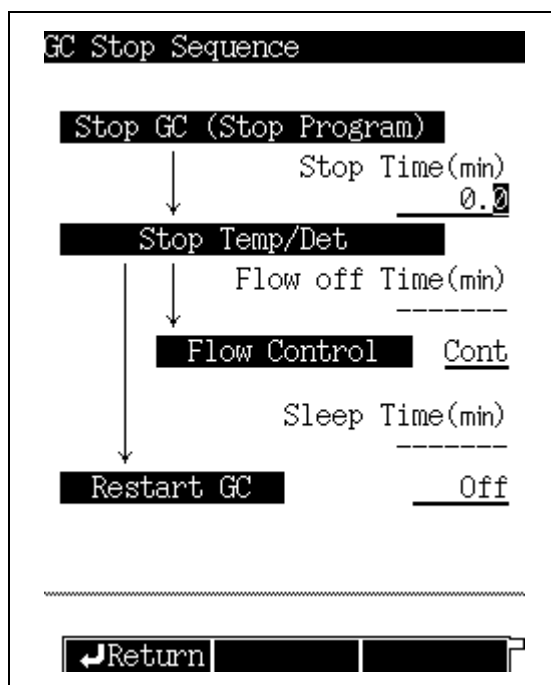 GC Stop Sequence
Stop GC (Stop Program)
Stop Time(min)
0.0
Stop Temp/Det
Flow off Time(min)
-------
Flow Control Cont
Sleep Time(min)
-------
Restart GC Off
↵Return